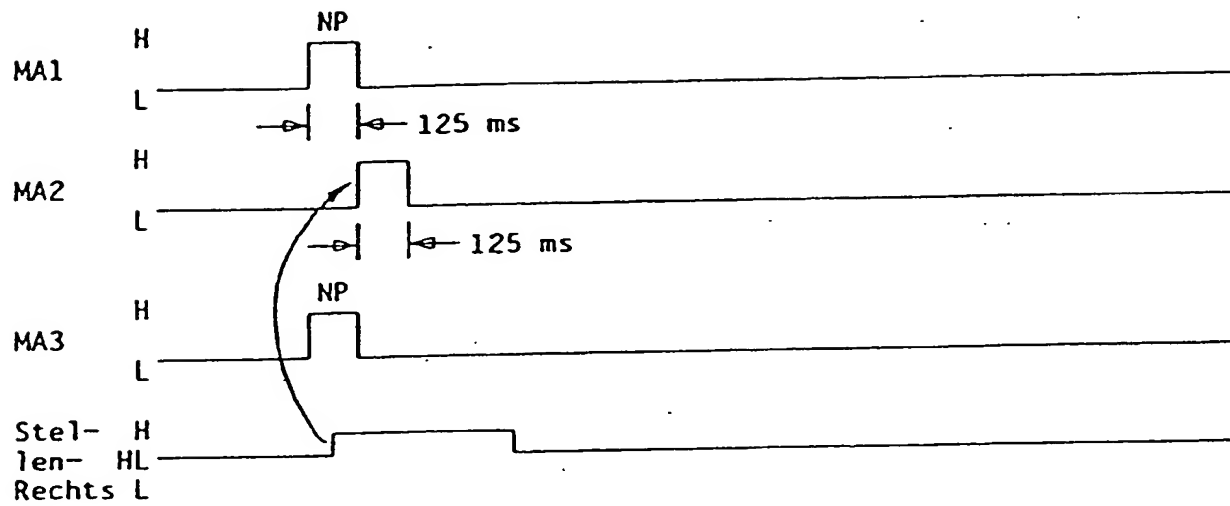 NP
H
MA1
L
125 ms
H
MA2
L
125 ms
NP
H
MA3
L
Stel- H
len- HL
Rechts L